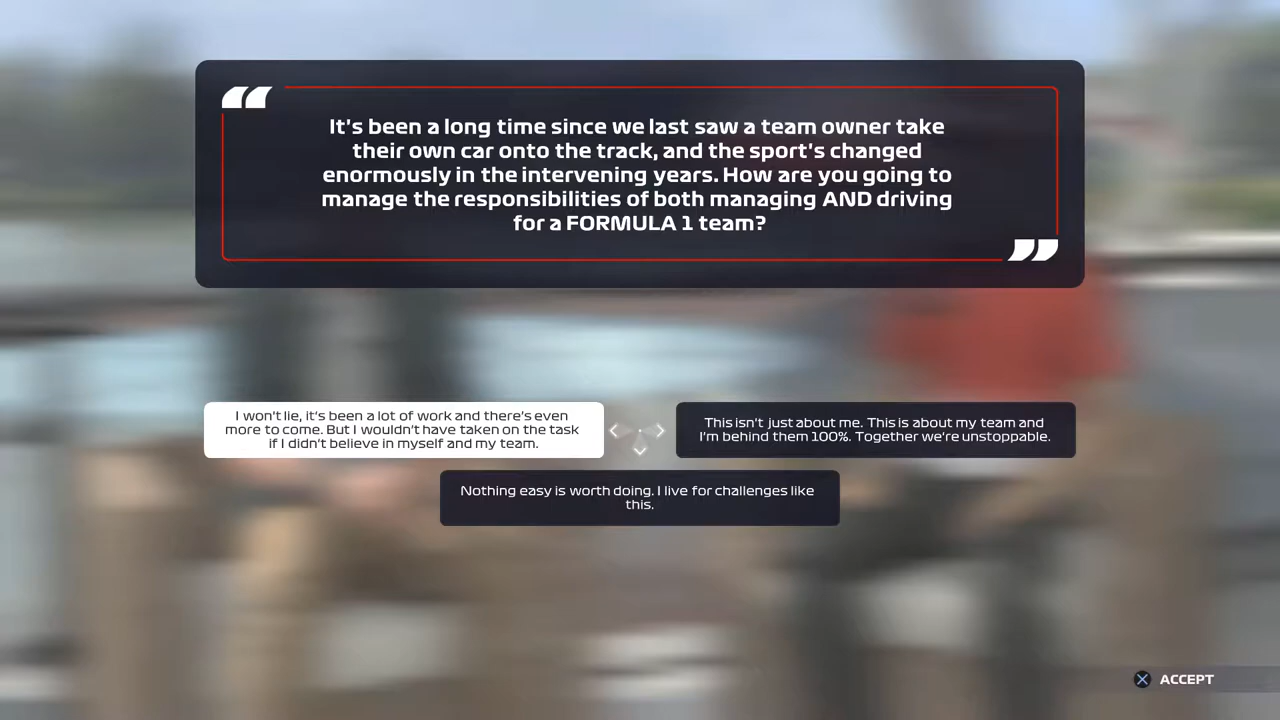 It's been a long time since we last saw a team owner take
their own car onto the track, and the sport's changed
enormously in the intervening years. How are you going to
manage the responsibilities of both managing AND driving
for a FORMULA 1 team?
I won't lie, it's been a lot of work and there's even
more to come. But I wouldn't have taken on the task
if I didn't believe in myself and my team.
This isn't just about me. This is about my team and
I'm behind them 100%. Together we're unstoppable.
Nothing easy is worth doing. I live for challenges like
this.
ACCEPT